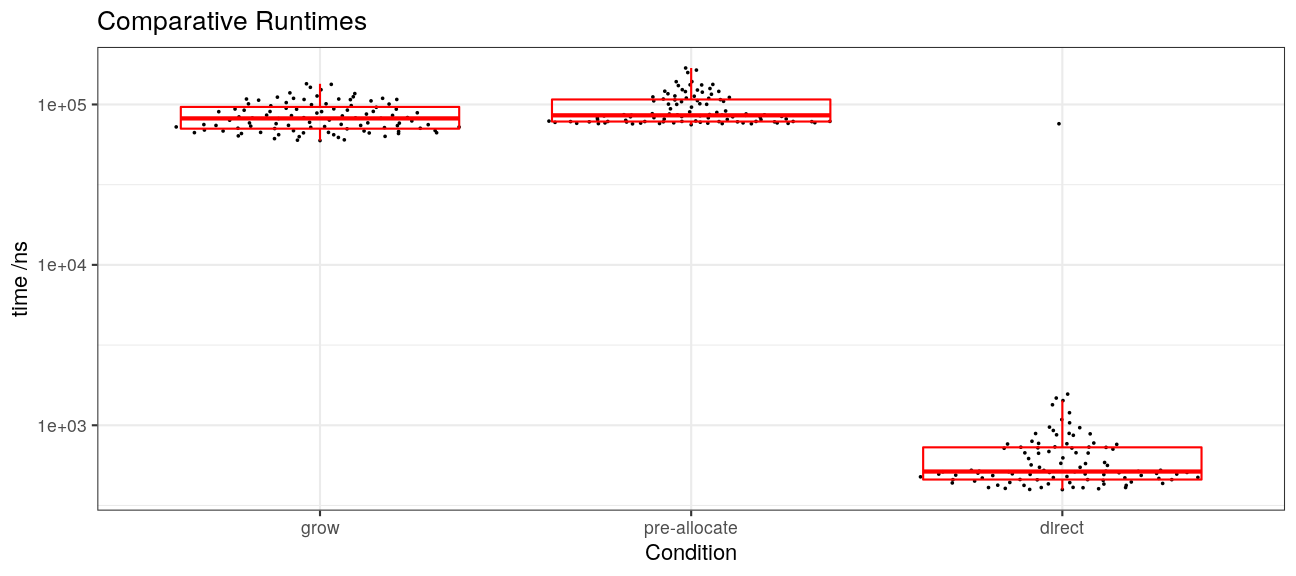 Comparative Runtimes
time /ns
1e+05
1e+04
1e+03
grow
pre-allocate
direct
Condition